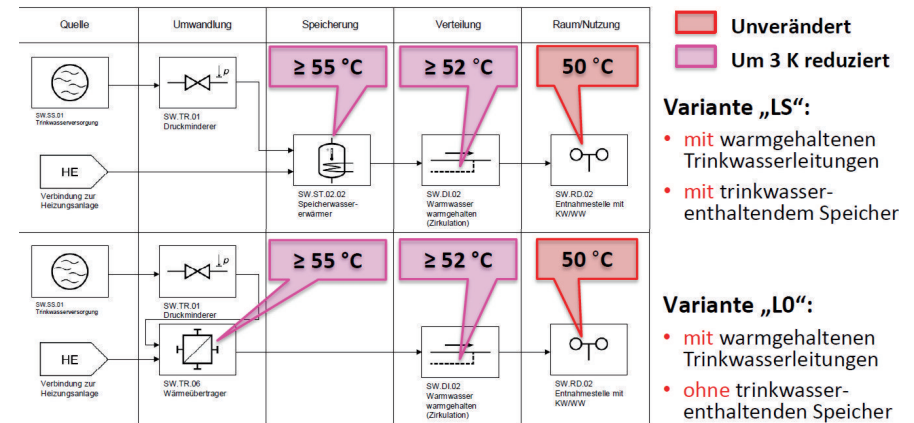 Quelle
Umwandlung
Speicherung
Verteilung
Raum/Nutzung
≥ 55 °C
≥ 52 °C
50 °C
SW.SS.01
Trinkwasserversorgung
p
SW.TR.01
Druckminderer
HE
Verbindung zur
Heizungsanlage
SW.ST.02.02
Speicherwasser-
erwärmer
SW.DI.02
Warmwasser
warmgehalten
(Zirkulation)
SW.RD.02
Entnahmestelle mit
KW/WW
≥ 55 °C
≥ 52 °C
50 °C
SW.SS.01
Trinkwasserversorgung
p
SW.TR.01
Druckminderer
HE
Verbindung zur
Heizungsanlage
SW.TR.06
Wärmeübertrager
SW.DI.02
Warmwasser
warmgehalten
(Zirkulation)
SW.RD.02
Entnahmestelle mit
KW/WW
Unverändert
Um 3 K reduziert
Variante „LS“:
• mit warmgehaltenen
Trinkwasserleitungen
• mit trinkwasser-
enthaltendem Speicher
Variante „L0“:
• mit warmgehaltenen
Trinkwasserleitungen
• ohne trinkwasser-
enthaltenden Speicher